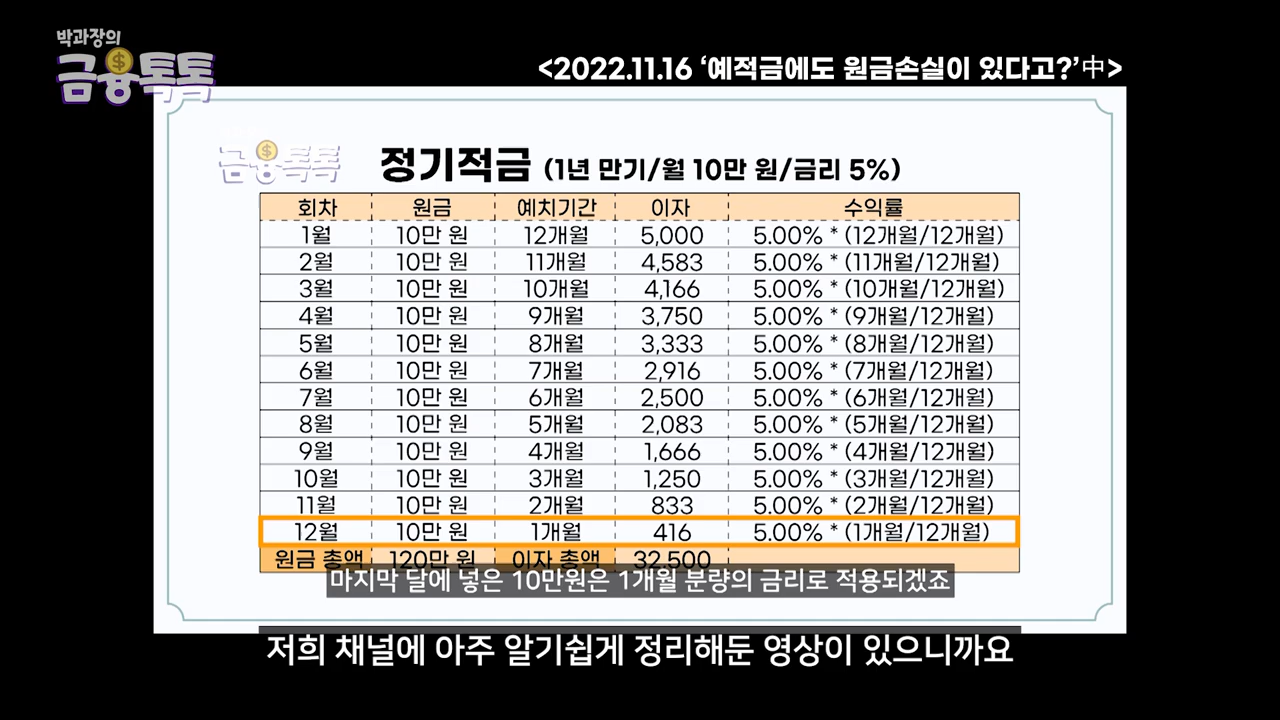 박과장의
금융톡톡
<2022.11.16 ‘예적금에도 원금손실이 있다고?’中>
금융톡톡
정기적금 (1년 만기/월 10만 원/금리 5%)
회차 원금 예치기간 이자 수익률
1월 10만 원 12개월 5,000 5.00% * (12개월/12개월)
2월 10만 원 11개월 4,583 5.00% * (11개월/12개월)
3월 10만 원 10개월 4,166 5.00% * (10개월/12개월)
4월 10만 원 9개월 3,750 5.00% * (9개월/12개월)
5월 10만 원 8개월 3,333 5.00% * (8개월/12개월)
6월 10만 원 7개월 2,916 5.00% * (7개월/12개월)
7월 10만 원 6개월 2,500 5.00% * (6개월/12개월)
8월 10만 원 5개월 2,083 5.00% * (5개월/12개월)
9월 10만 원 4개월 1,666 5.00% * (4개월/12개월)
10월 10만 원 3개월 1,250 5.00% * (3개월/12개월)
11월 10만 원 2개월 833 5.00% * (2개월/12개월)
12월 10만 원 1개월 416 5.00% * (1개월/12개월)
원금 총액 120만 원 이자 총액 32,500
마지막 달에 넣은 10만원은 1개월 분량의 금리로 적용되겠죠
저희 채널에 아주 알기쉽게 정리해둔 영상이 있으니까요